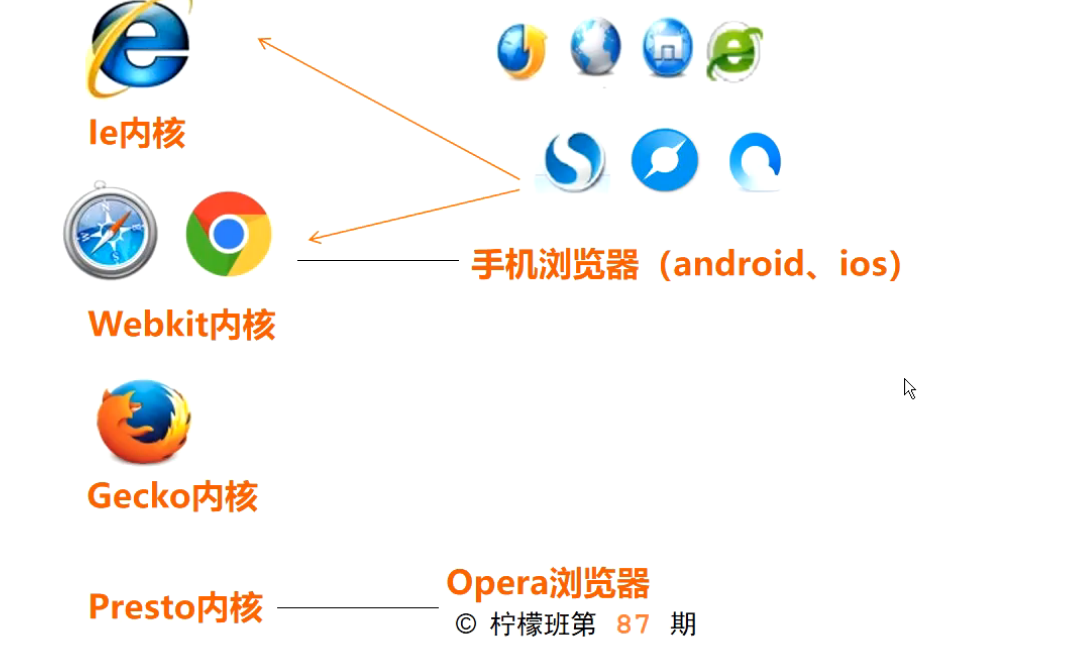 Ie内核
手机浏览器（android、ios）
Webkit内核
Gecko内核
Opera浏览器
Presto内核
© 柠檬班第 87 期